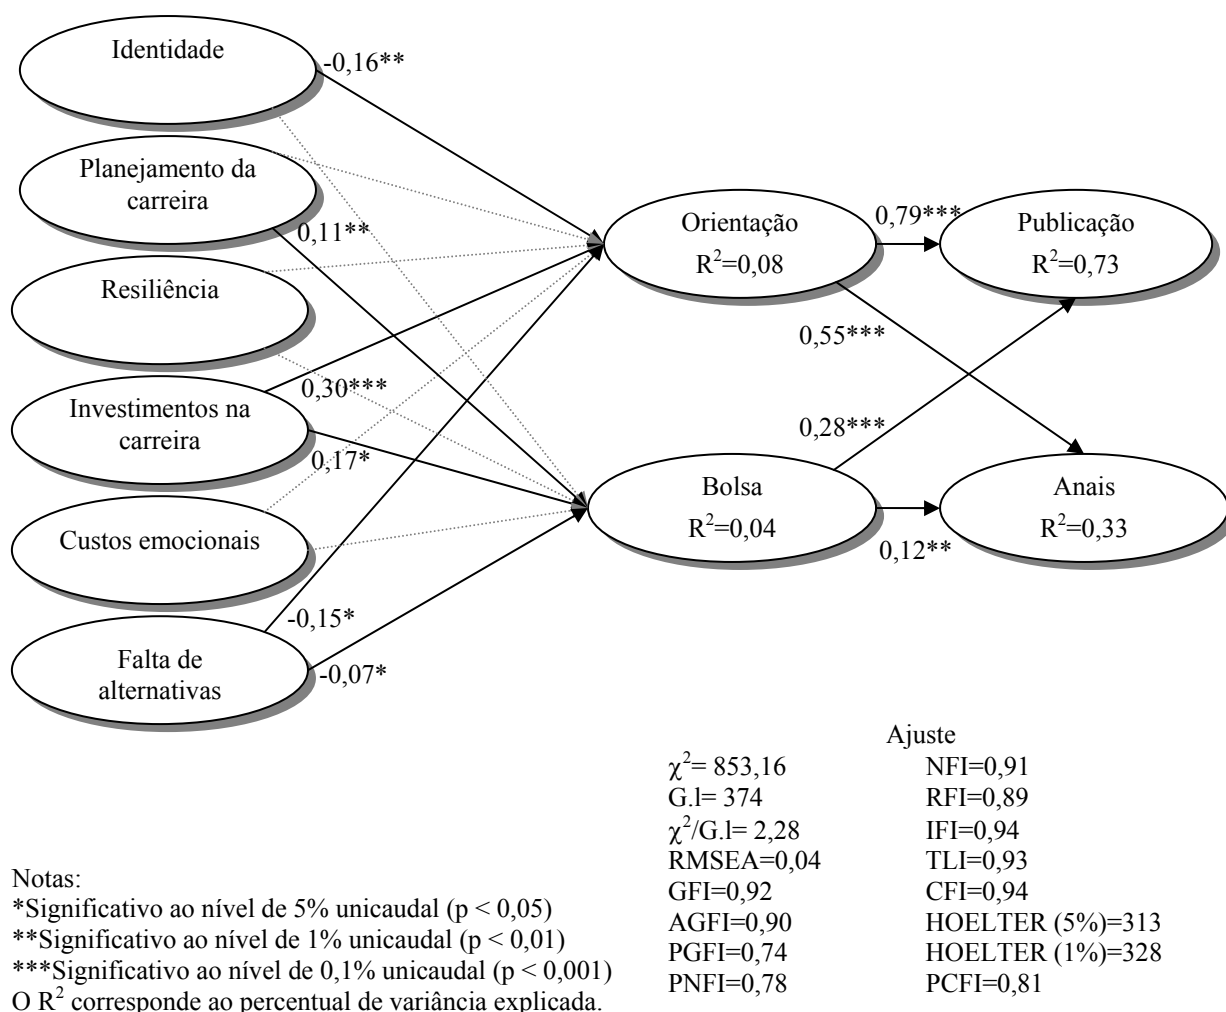 Identidade
-0,16**
Planejamento da
carreira
0,11**
Resiliência
0,30***
Investimentos na
carreira
0,17*
Custos emocionais
-0,15*
Falta de
alternativas
-0,07*
Orientação
R²=0,08
0,79***
Publicação
R²=0,73
0,55***
0,28***
Bolsa
R²=0,04
0,12**
Anais
R²=0,33
Ajuste
χ²= 853,16
G.l= 374
χ²/G.l= 2,28
RMSEA=0,04
GFI=0,92
AGFI=0,90
PGFI=0,74
PNFI=0,78
NFI=0,91
RFI=0,89
IFI=0,94
TLI=0,93
CFI=0,94
HOELTER (5%)=313
HOELTER (1%)=328
PCFI=0,81
Notas:
*Significativo ao nível de 5% unicaudal (p < 0,05)
**Significativo ao nível de 1% unicaudal (p < 0,01)
***Significativo ao nível de 0,1% unicaudal (p < 0,001)
O R² corresponde ao percentual de variância explicada.